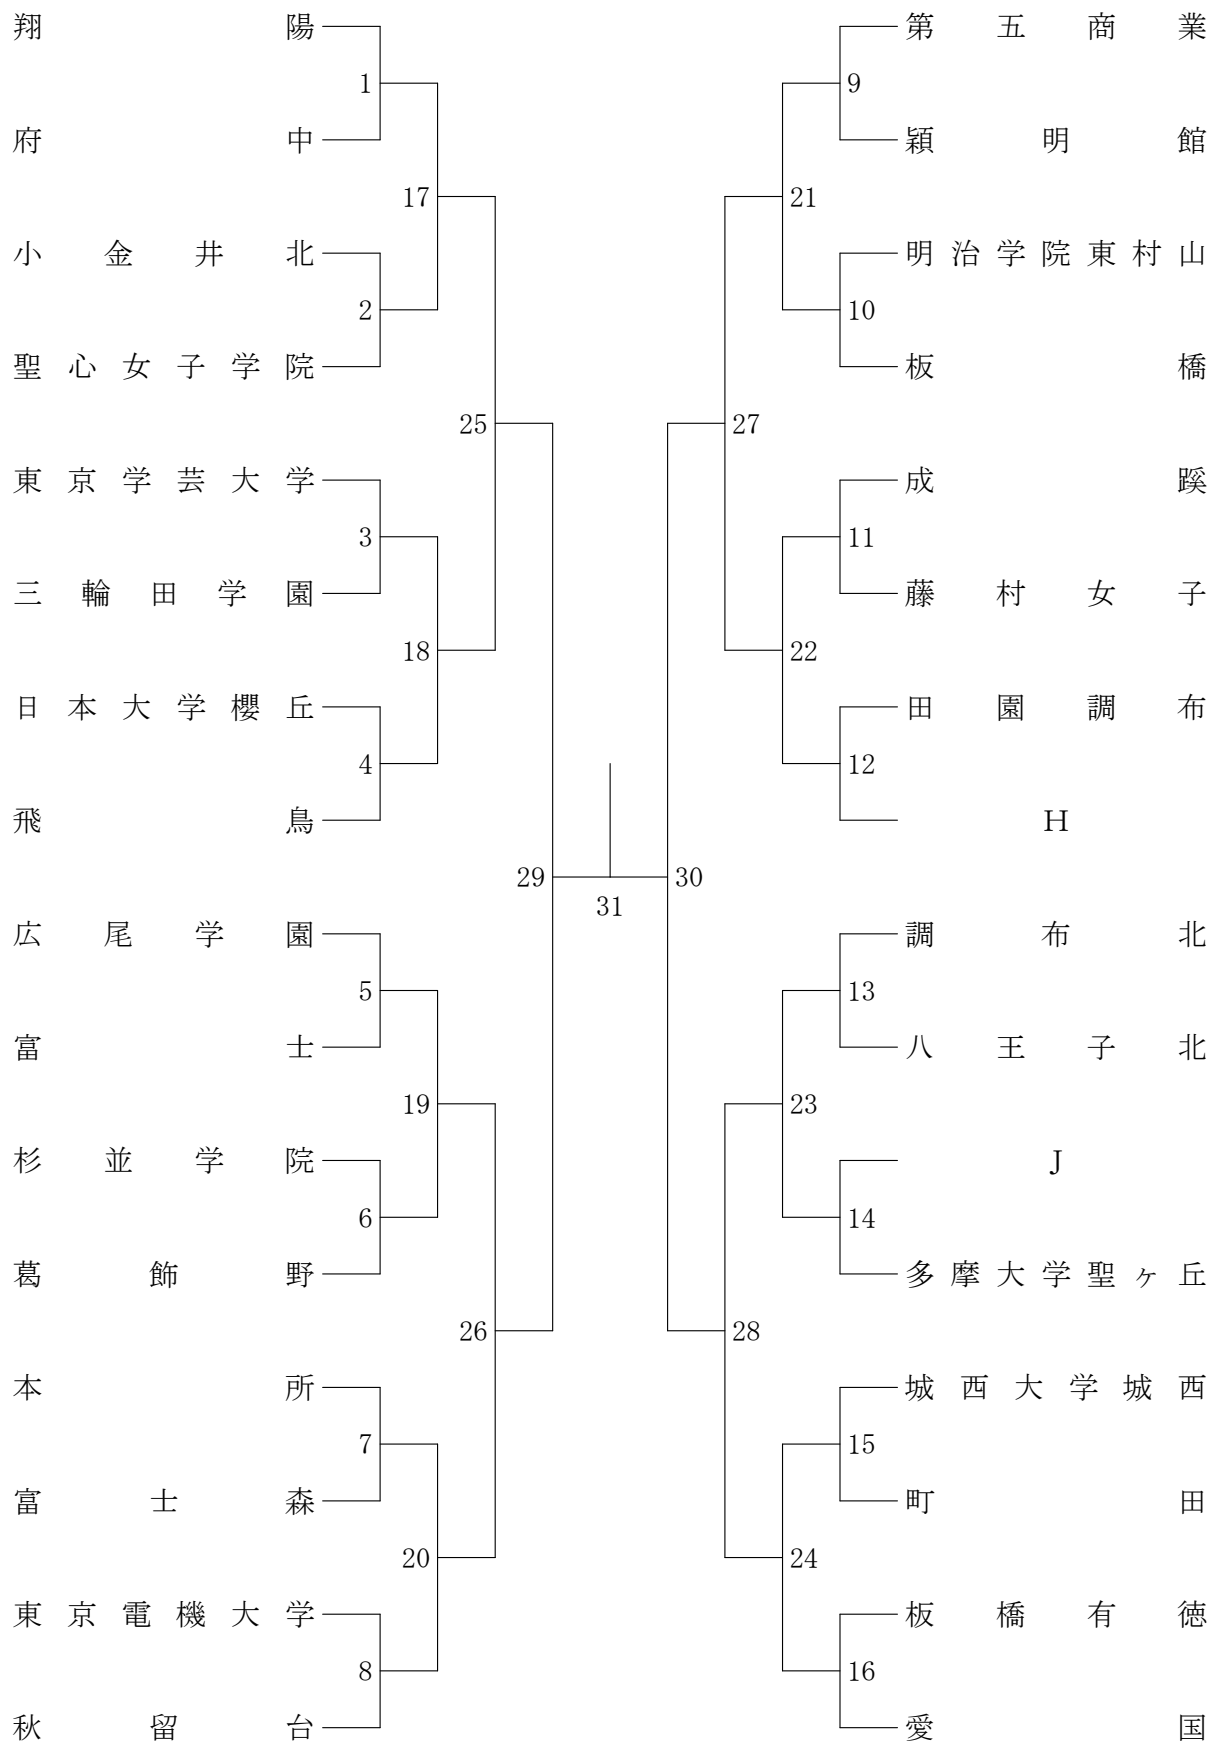 翔陽
1
府中
17
小金井北
2
聖心女子学院
25
東京学芸大学
3
三輪田学園
18
日本大学櫻丘
4
飛鳥
29
広尾学園
5
富士
19
杉並学院
6
葛飾野
26
本所
7
富士森
20
東京電機大学
8
秋留台
31
第五商業
9
穎明館
21
明治学院東村山
10
板橋
27
成蹊
11
藤村女子
22
田園調布
12
H
30
調布北
13
八王子北
23
J
14
多摩大学聖ヶ丘
28
城西大学城西
15
町田
24
板橋有徳
16
愛国